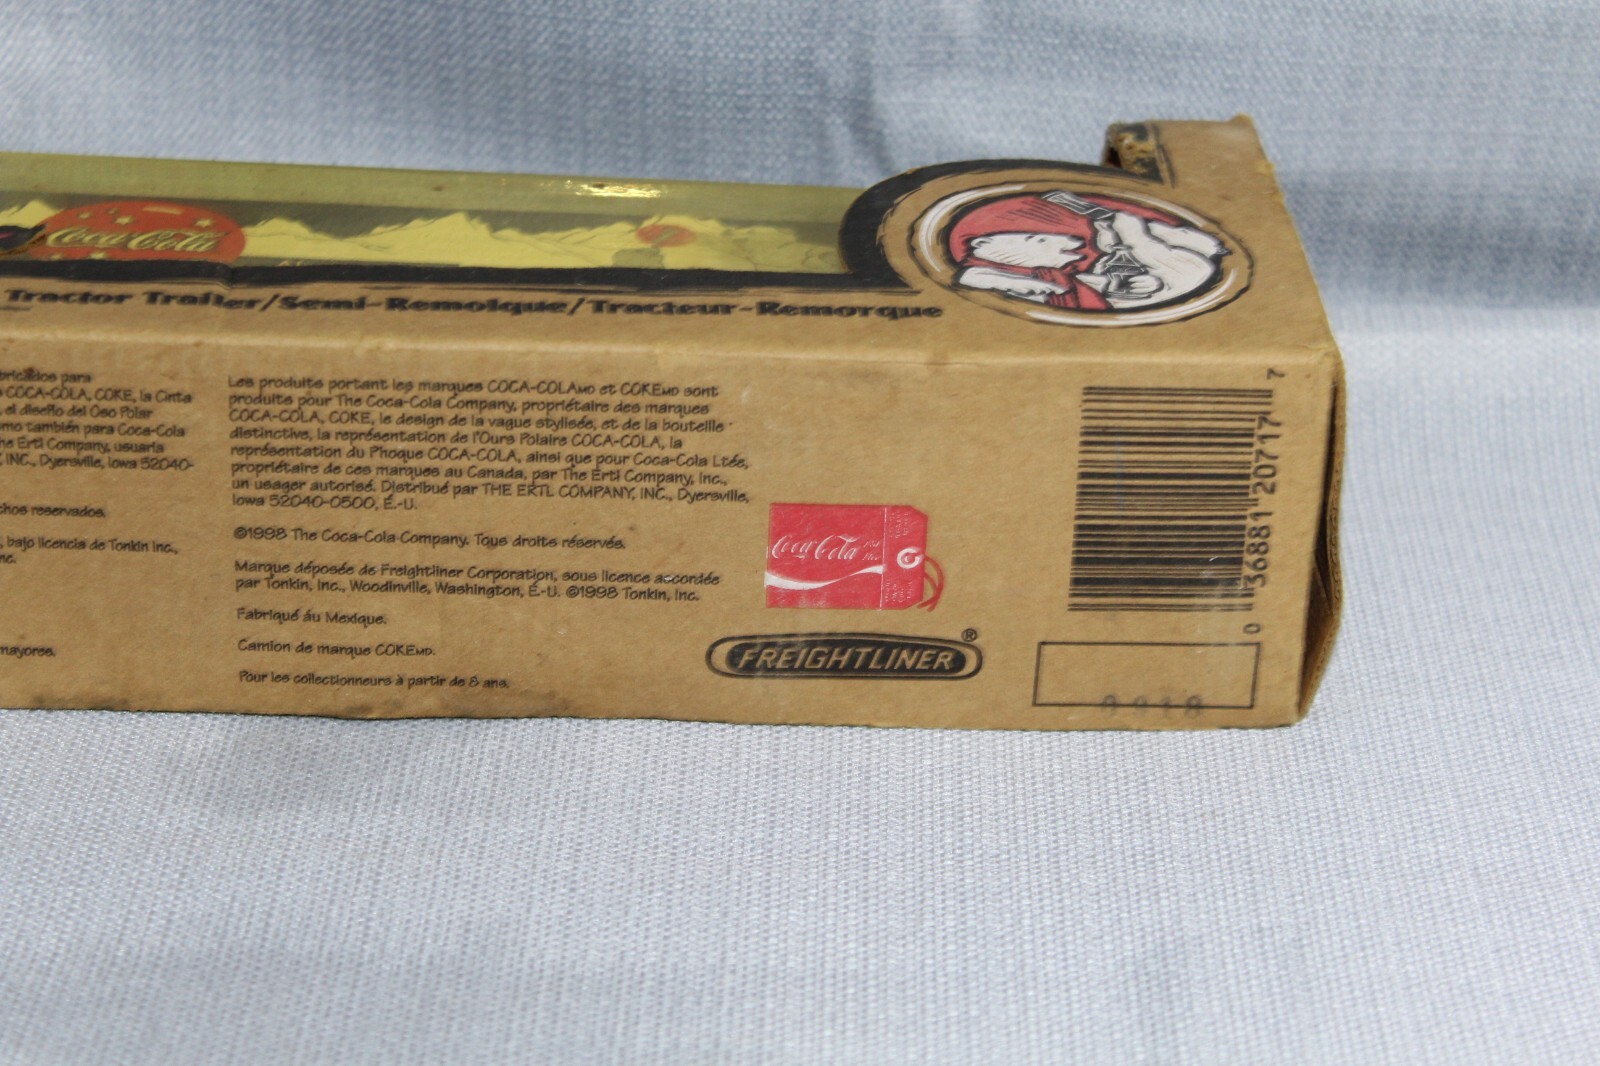 Coca-Cola
Tractor Trailer/Semi-Remolque/Tracteur-Remorque
bricados para
COCA-COLA, COKE, la Cinta
el diseño del Oso Polar
omo también para Coca-Cola
he Ertl Company, usuaria
INC., Dyersville, Iowa 52040-
chos reservados.
, bajo licencia de Tonkin Inc.,
nc.
mayores.
Les produits portant les marques COCA-COLAMD et COKEMD sont
produits pour The Coca-Cola Company, propriétaire des marques
COCA-COLA, COKE, le design de la vague stylisée, et de la bouteille
distinctive, la représentation de l'Ours Polaire COCA-COLA, la
représentation du Phoque COCA-COLA, ainsi que pour Coca-Cola Ltée,
propriétaire de ces marques au Canada, par The Ertl Company, Inc.,
un usager autorisé. Distribué par THE ERTL COMPANY, INC., Dyersville,
Iowa 52040-0500, É.-U.
©1998 The Coca-Cola Company. Tous droits réservés.
Marque déposée de Freightliner Corporation, sous licence accordée
par Tonkin, Inc., Woodinville, Washington, É-U. ©1998 Tonkin, Inc.
Fabriqué áu Mexique.
Camion de marque COKEMD.
Pour les collectionneurs à partir de 8 ans.
Coca-Cola
FREIGHTLINER®
0 36881 20717 7